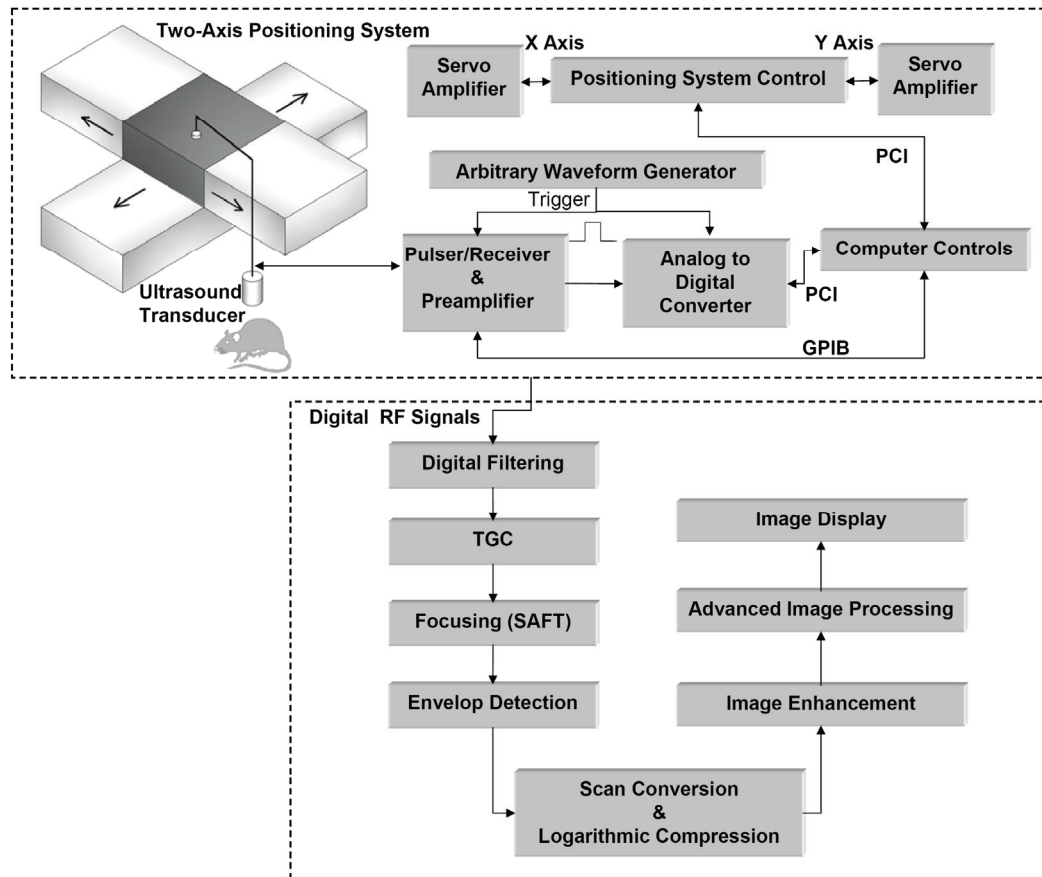 Two-Axis Positioning System
X Axis
Y Axis
Servo
Amplifier
Positioning System Control
Servo
Amplifier
PCI
Arbitrary Waveform Generator
Trigger
Pulser/Receiver
&
Preamplifier
Analog to
Digital
Converter
PCI
Computer Controls
GPIB
Ultrasound
Transducer
Digital RF Signals
Digital Filtering
TGC
Focusing (SAFT)
Envelop Detection
Scan Conversion
&
Logarithmic Compression
Image Enhancement
Advanced Image Processing
Image Display